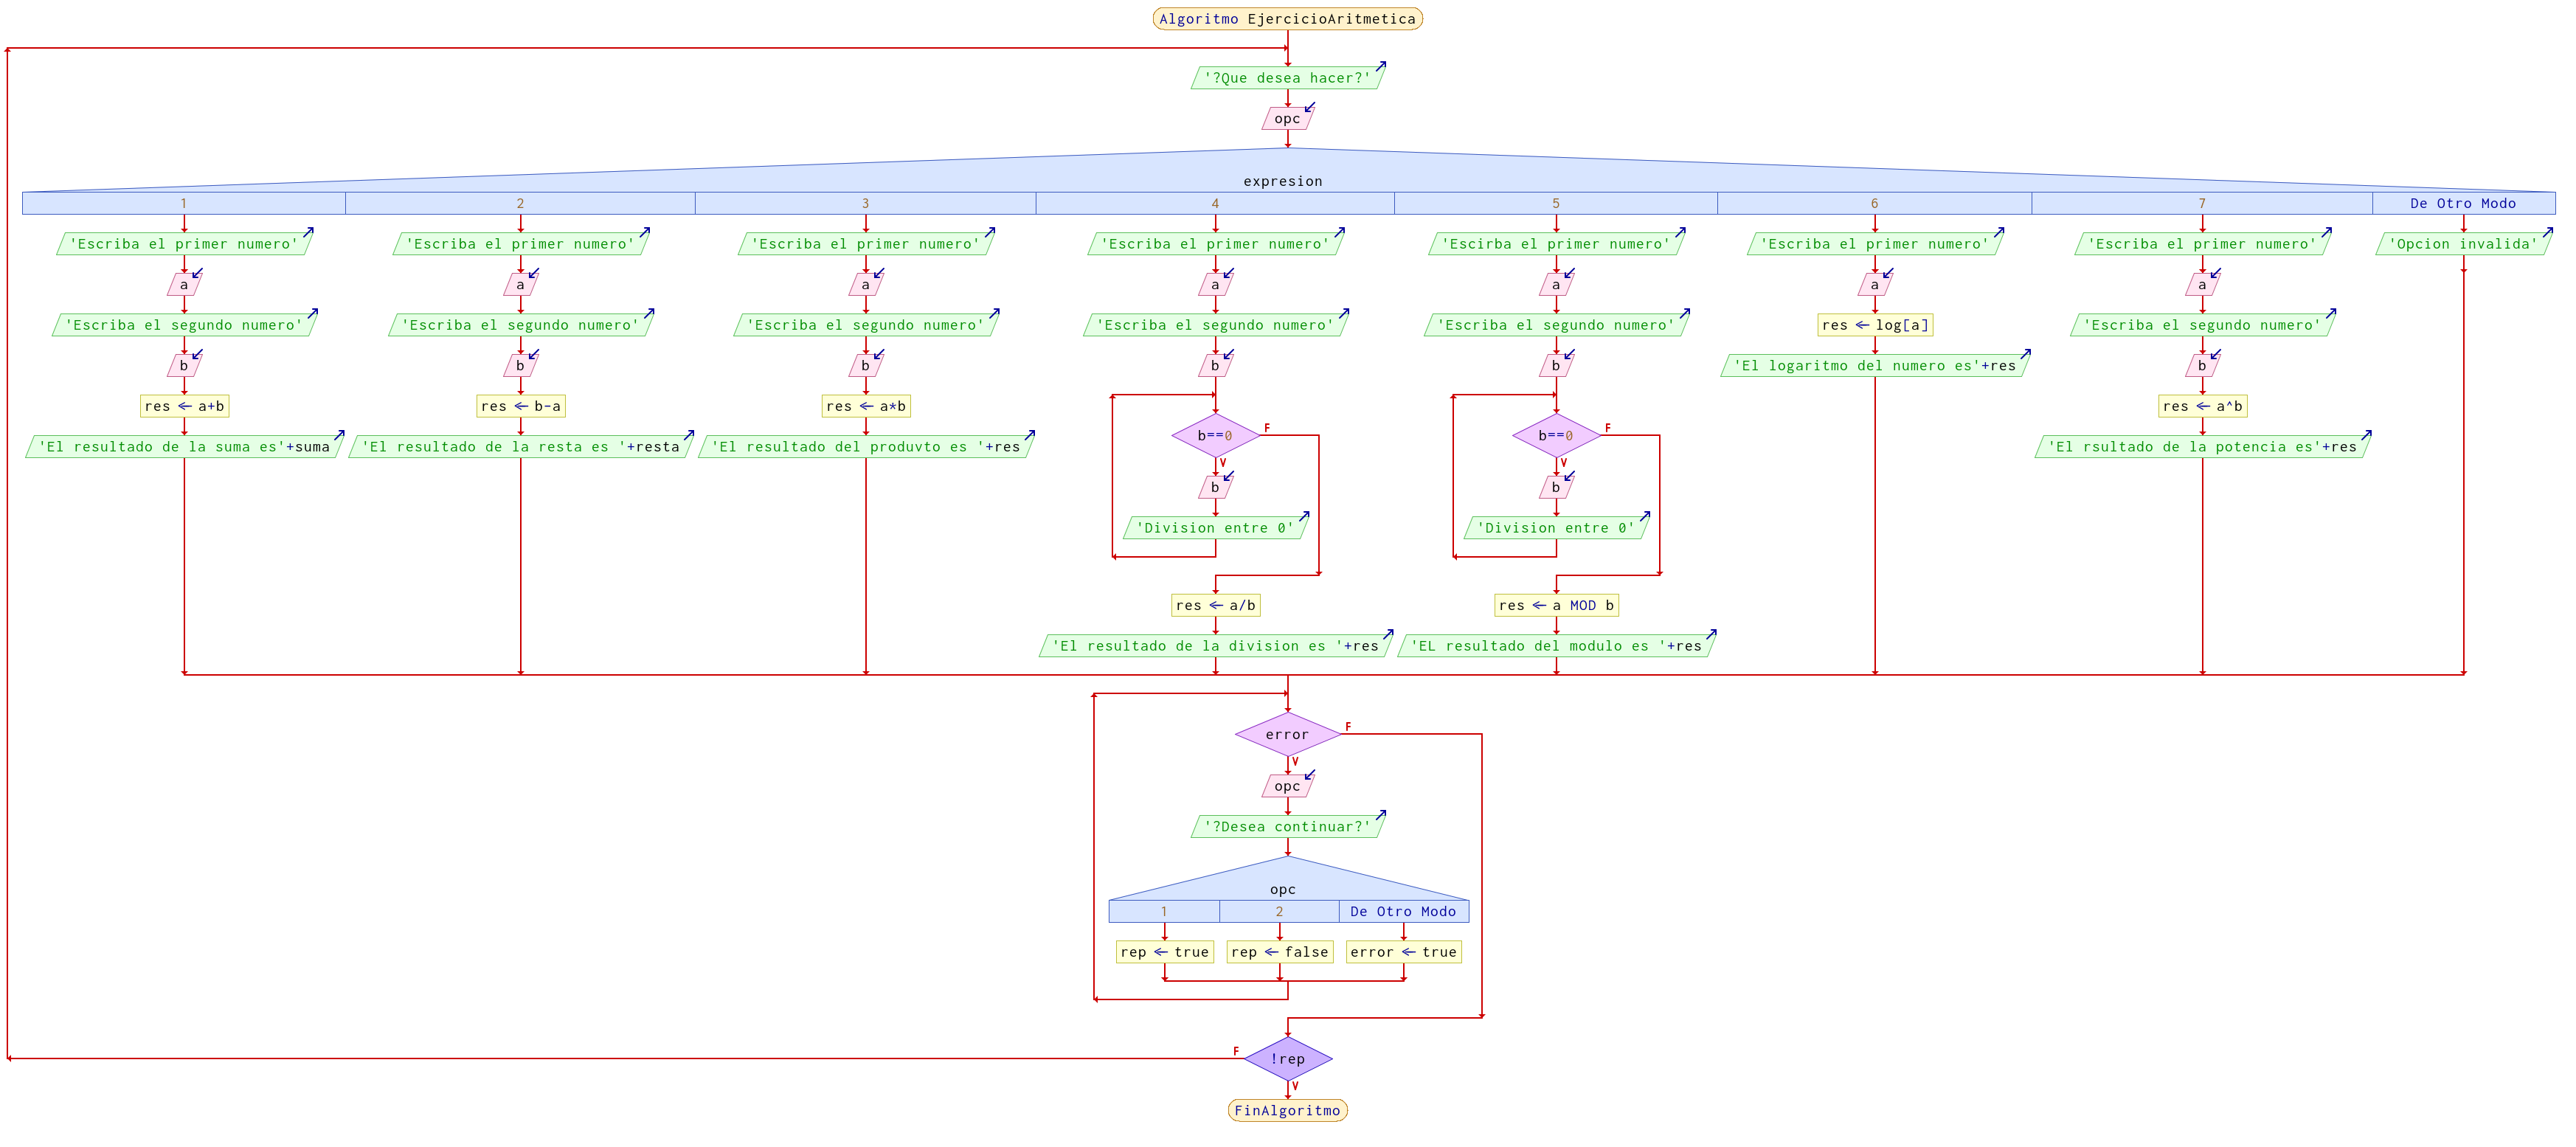 Algoritmo EjercicioAritmetica
'?Que desea hacer?'
opc
expresion
1 2 3 4 5 6 7 De Otro Modo
'Escriba el primer numero' 'Escriba el primer numero' 'Escriba el primer numero' 'Escriba el primer numero' 'Escirba el primer numero' 'Escriba el primer numero' 'Escriba el primer numero' 'Opcion invalida'
a a a a a a a
'Escriba el segundo numero' 'Escriba el segundo numero' 'Escriba el segundo numero' 'Escriba el segundo numero' 'Escriba el segundo numero' res ← log[a] 'Escriba el segundo numero'
b b b b b 'El logaritmo del numero es'+res b
res ← a+b res ← b-a res ← a*b res ← a^b
b==0 F b==0 F
'El resultado de la suma es'+suma 'El resultado de la resta es '+resta 'El resultado del produvto es '+res 'El rsultado de la potencia es'+res
V V
b b
'Division entre 0' 'Division entre 0'
res ← a/b res ← a MOD b
'El resultado de la division es '+res 'EL resultado del modulo es '+res
error F
V
opc
'?Desea continuar?'
opc
1 2 De Otro Modo
rep ← true rep ← false error ← true
F !rep
V
FinAlgoritmo